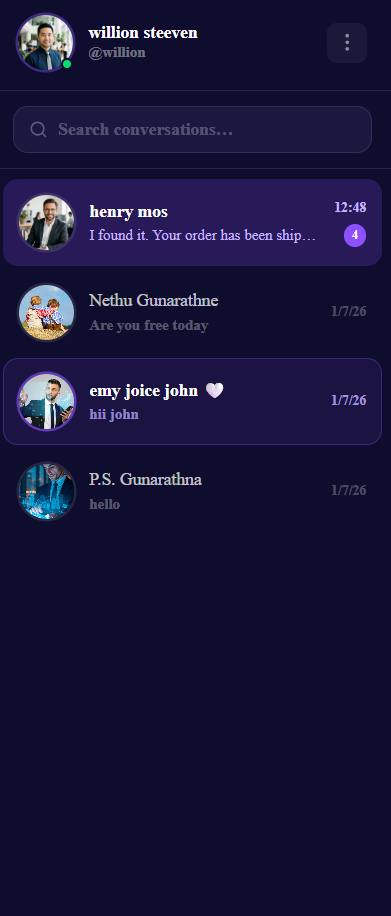 willion steeven
@willion
Search conversations...
henry mos
12:48
I found it. Your order has been ship...
4
Nethu Gunarathne
Are you free today
1/7/26
emy joice john 🤍
hii john
1/7/26
P.S. Gunarathna
hello
1/7/26